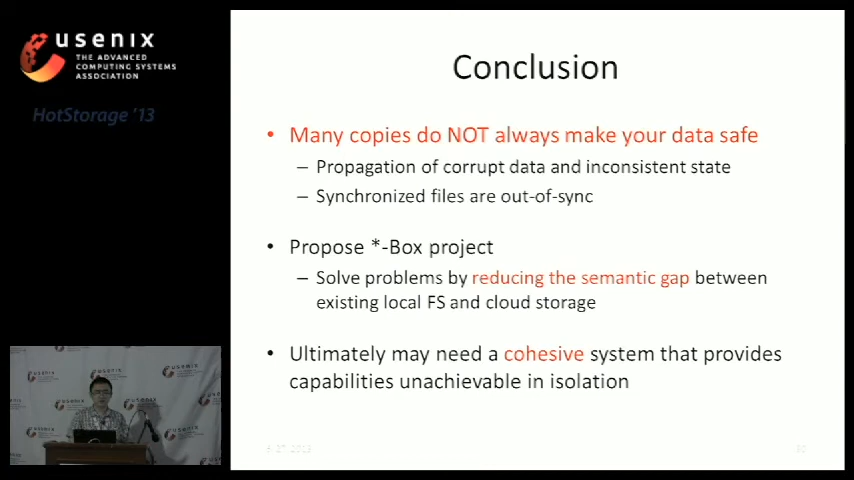 usenix
THE ADVANCED
COMPUTING SYSTEMS
ASSOCIATION
HotStorage '13
Conclusion
• Many copies do NOT always make your data safe
– Propagation of corrupt data and inconsistent state
– Synchronized files are out-of-sync
• Propose *-Box project
– Solve problems by reducing the semantic gap between
existing local FS and cloud storage
• Ultimately may need a cohesive system that provides
capabilities unachievable in isolation
usenix
usenix
usenix